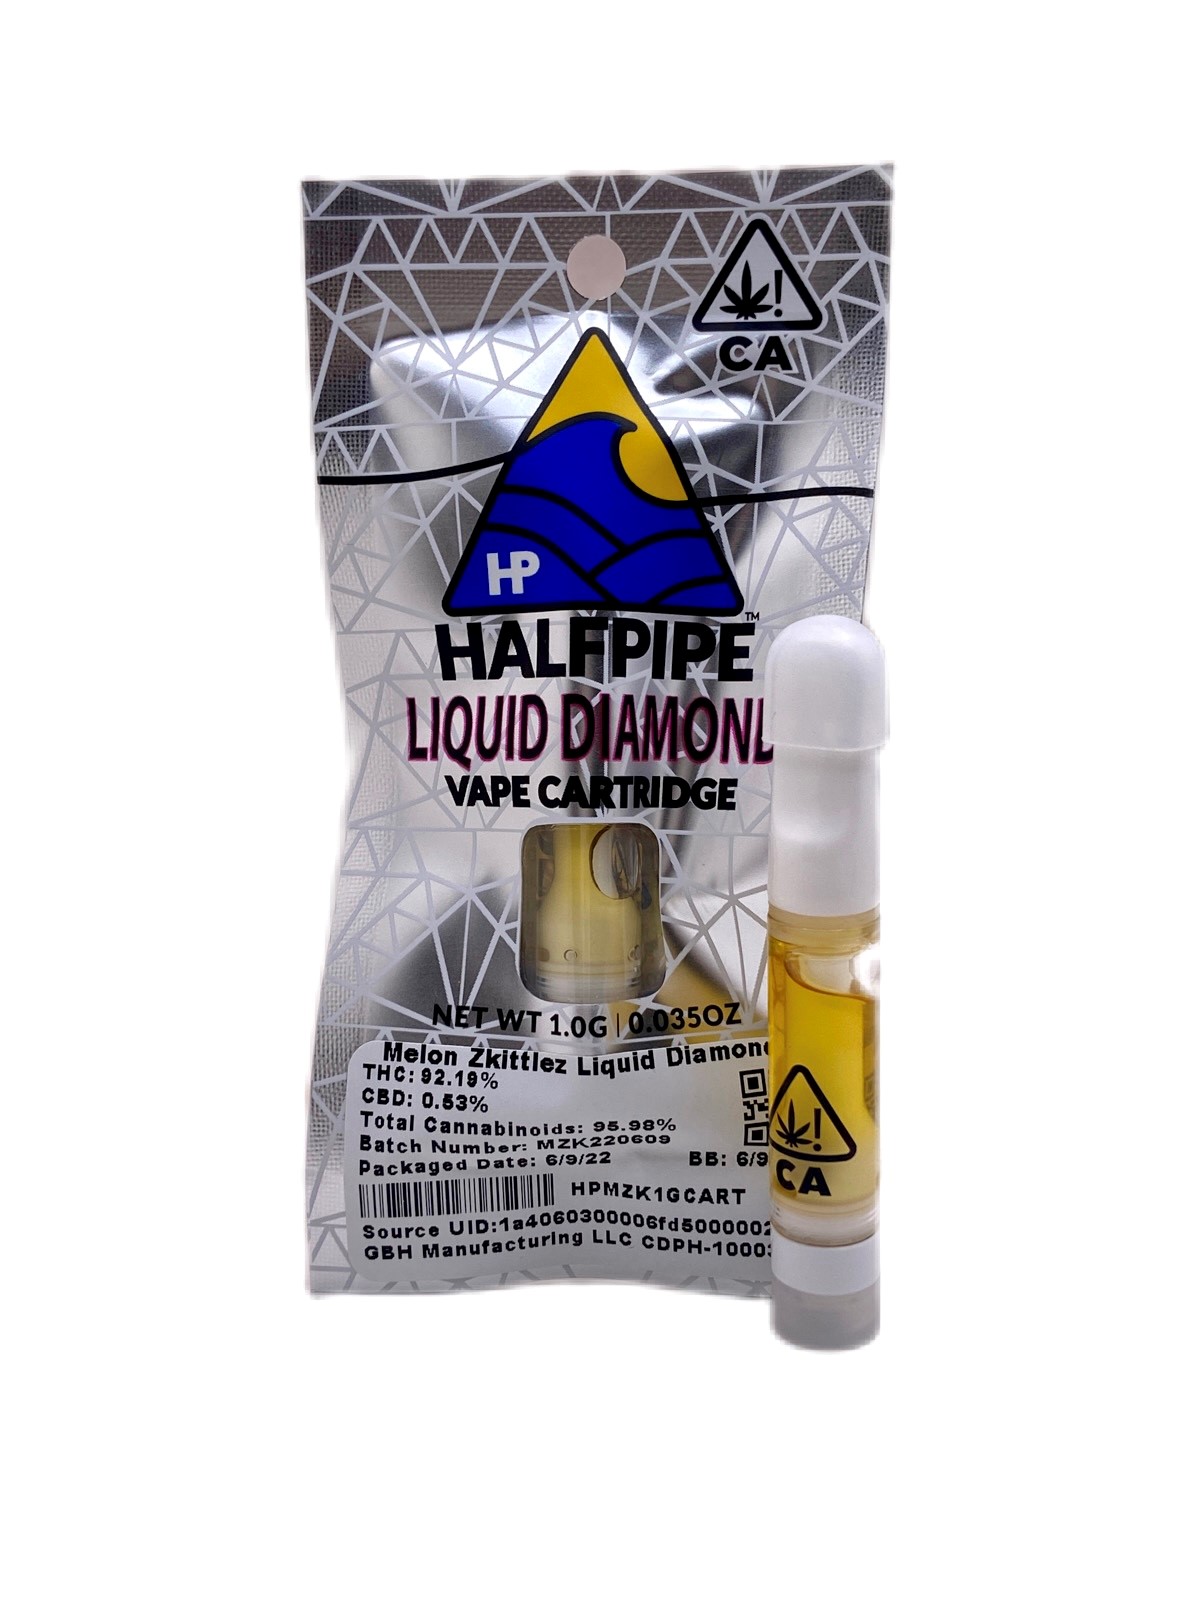 CA
HP
HALFPIPE™
LIQUID DIAMOND
VAPE CARTRIDGE
NET WT 1.0G | 0.035OZ
Melon Zkittlez Liquid Diamond
THC: 92.19%
CBD: 0.53%
Total Cannabinoids: 95.98%
Batch Number: MZK220609
Packaged Date: 6/9/22 BB: 6/9
HPMZK1GCART
Source UID:1a4060300006fd5000002
GBH Manufacturing LLC CDPH-1000
CA